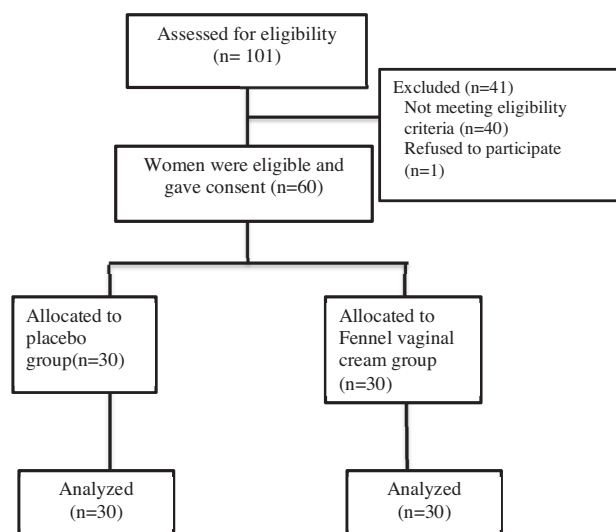 Assessed for eligibility
(n= 101)
Excluded (n=41)
Not meeting eligibility
criteria (n=40)
Refused to participate
(n=1)
Women were eligible and
gave consent (n=60)
Allocated to
placebo
group(n=30)
Allocated to
Fennel vaginal
cream group
(n=30)
Analyzed
(n=30)
Analyzed
(n=30)